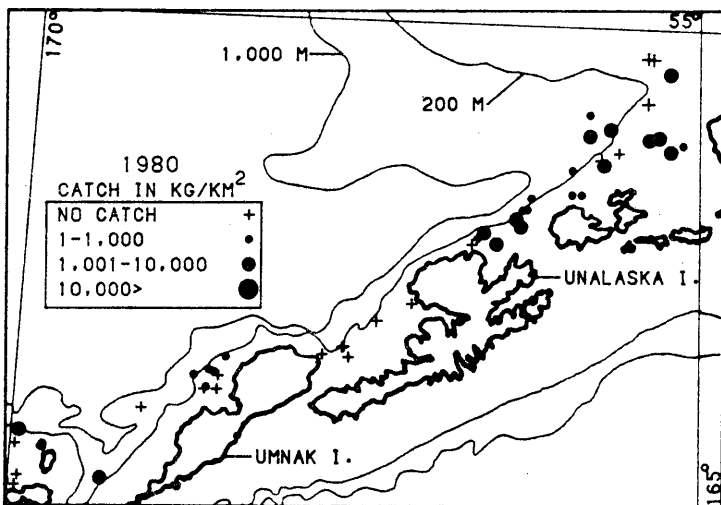 170°
55°
1,000 M
200 M
1980
CATCH IN KG/KM²
NO CATCH +
1-1,000
1,001-10,000
10,000>
UNALASKA I.
UMNAK I.
165°